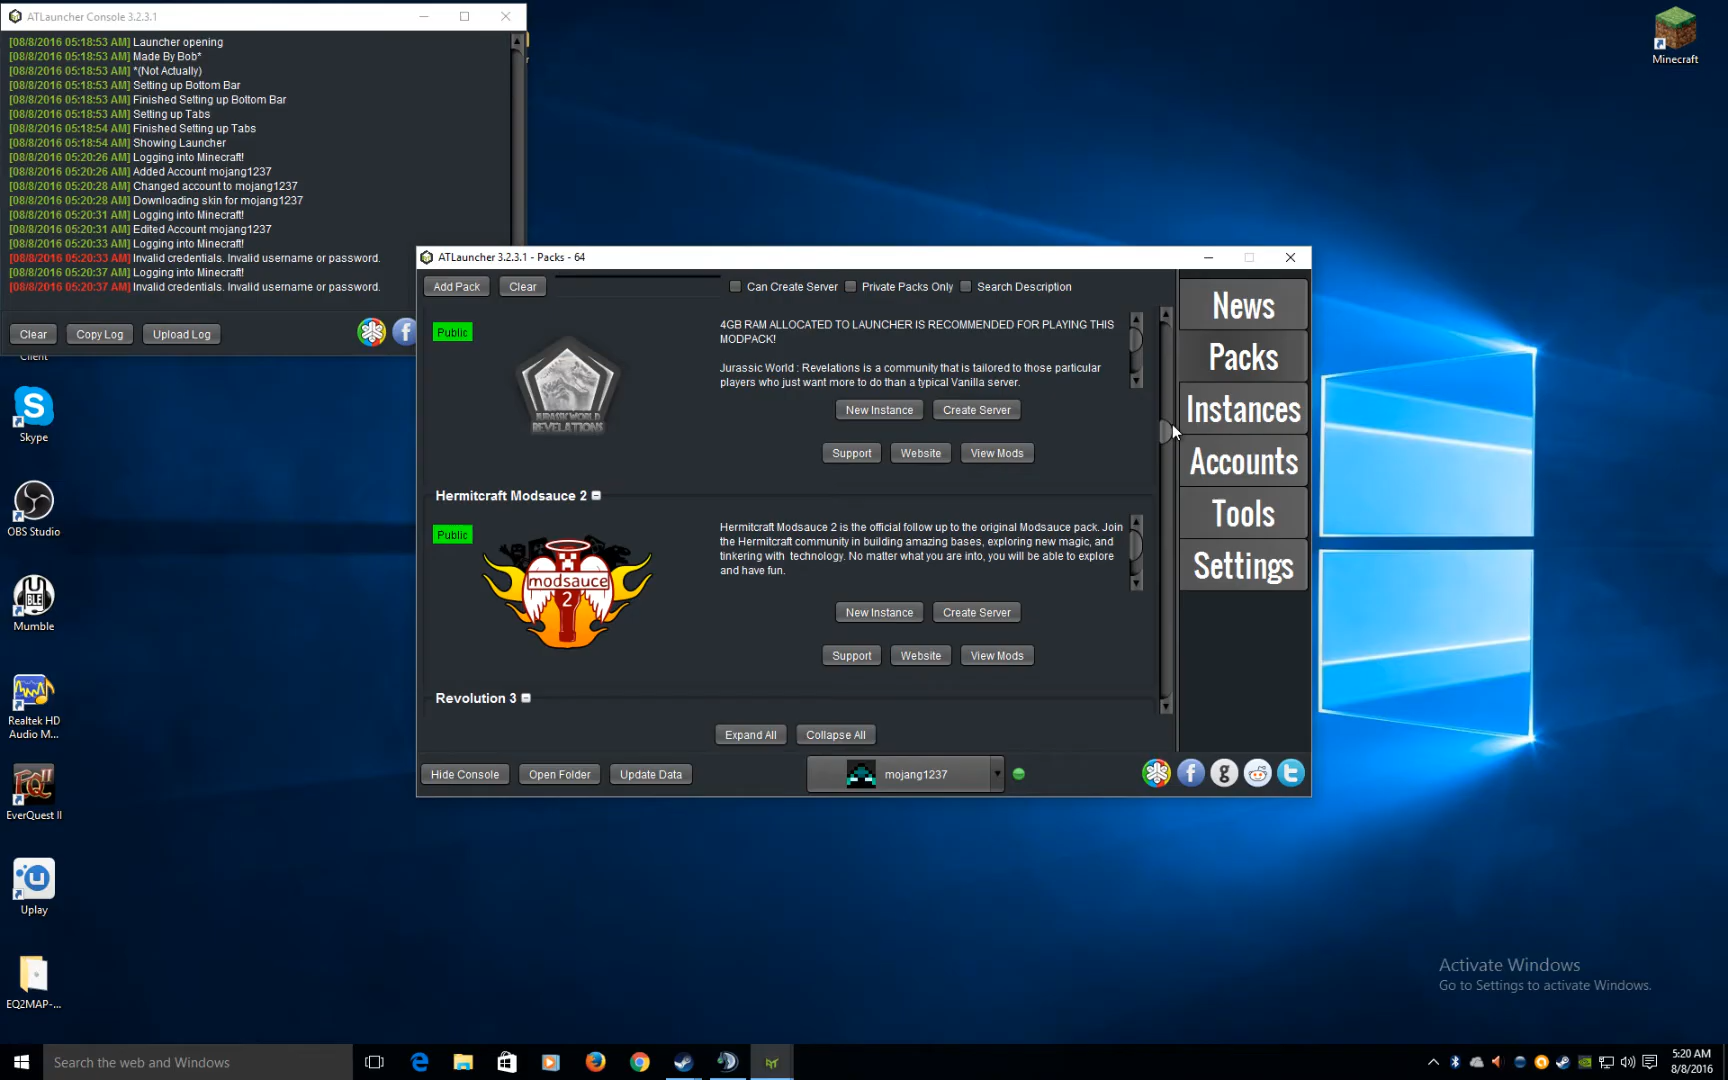 ATLauncher Console 3.2.3.1
[08/8/2016 05:18:53 AM] Launcher opening
[08/8/2016 05:18:53 AM] Made By Bob*
[08/8/2016 05:18:53 AM] *(Not Actually)
[08/8/2016 05:18:53 AM] Setting up Bottom Bar
[08/8/2016 05:18:53 AM] Finished Setting up Bottom Bar
[08/8/2016 05:18:53 AM] Setting up Tabs
[08/8/2016 05:18:54 AM] Finished Setting up Tabs
[08/8/2016 05:18:54 AM] Showing Launcher
[08/8/2016 05:20:26 AM] Logging into Minecraft!
[08/8/2016 05:20:26 AM] Added Account mojang1237
[08/8/2016 05:20:28 AM] Changed account to mojang1237
[08/8/2016 05:20:28 AM] Downloading skin for mojang1237
[08/8/2016 05:20:31 AM] Logging into Minecraft!
[08/8/2016 05:20:31 AM] Edited Account mojang1237
[08/8/2016 05:20:33 AM] Logging into Minecraft!
[08/8/2016 05:20:33 AM] Invalid credentials. Invalid username or password.
[08/8/2016 05:20:37 AM] Logging into Minecraft!
[08/8/2016 05:20:37 AM] Invalid credentials. Invalid username or password.
Clear Copy Log Upload Log
Minecraft
ATLauncher 3.2.3.1 - Packs - 64
Add Pack Clear Can Create Server Private Packs Only Search Description
Public
JURASSIC WORLD
REVELATIONS
4GB RAM ALLOCATED TO LAUNCHER IS RECOMMENDED FOR PLAYING THIS
MODPACK!
Jurassic World : Revelations is a community that is tailored to those particular
players who just want more to do than a typical Vanilla server.
New Instance Create Server
Support Website View Mods
Hermitcraft Modsauce 2
Public
modsauce
2
Hermitcraft Modsauce 2 is the official follow up to the original Modsauce pack. Join
the Hermitcraft community in building amazing bases, exploring new magic, and
tinkering with technology. No matter what you are into, you will be able to explore
and have fun.
New Instance Create Server
Support Website View Mods
Revolution 3
Expand All Collapse All
Hide Console Open Folder Update Data mojang1237
News
Packs
Instances
Accounts
Tools
Settings
Client
Skype
OBS Studio
Mumble
Realtek HD
Audio M...
EverQuest II
Uplay
EQ2MAP-...
Activate Windows
Go to Settings to activate Windows.
Search the web and Windows
5:20 AM
8/8/2016